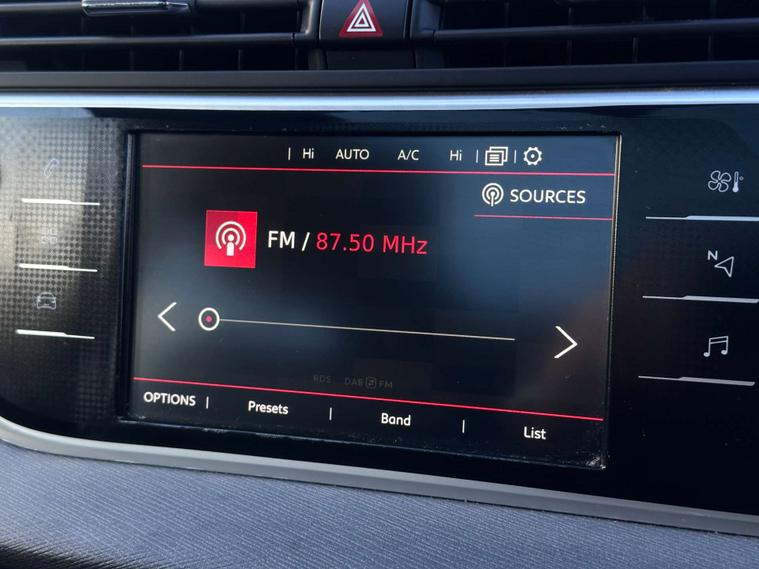 Hi AUTO A/C Hi
SOURCES
FM / 87.50 MHz
RDS DAB FM
OPTIONS | Presets | Band | List
N